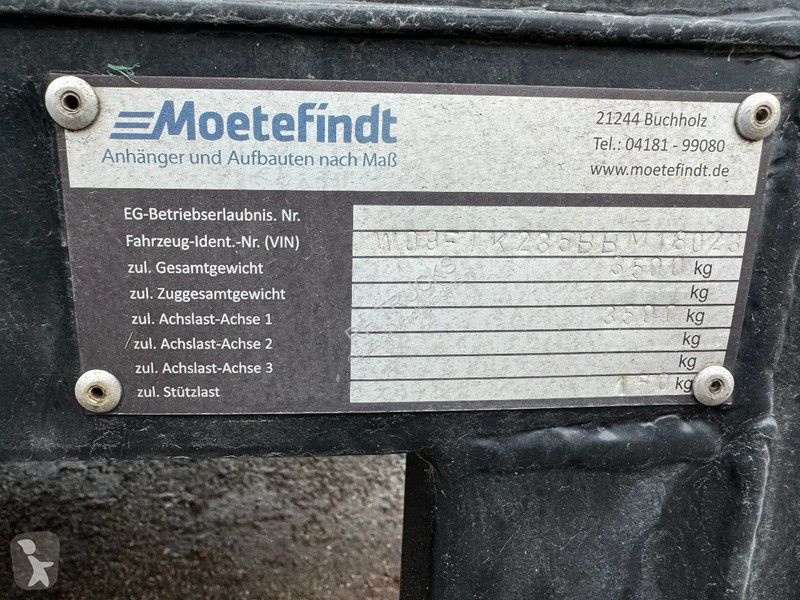 Moetefindt
Anhänger und Aufbauten nach Maß
21244 Buchholz
Tel.: 04181 - 99080
www.moetefindt.de
EG-Betriebserlaubnis. Nr.
Fahrzeug-Ident.-Nr. (VIN)
zul. Gesamtgewicht 3500 kg
zul. Zuggesamtgewicht kg
zul. Achslast-Achse 1 3500 kg
zul. Achslast-Achse 2 kg
zul. Achslast-Achse 3 kg
zul. Stützlast kg